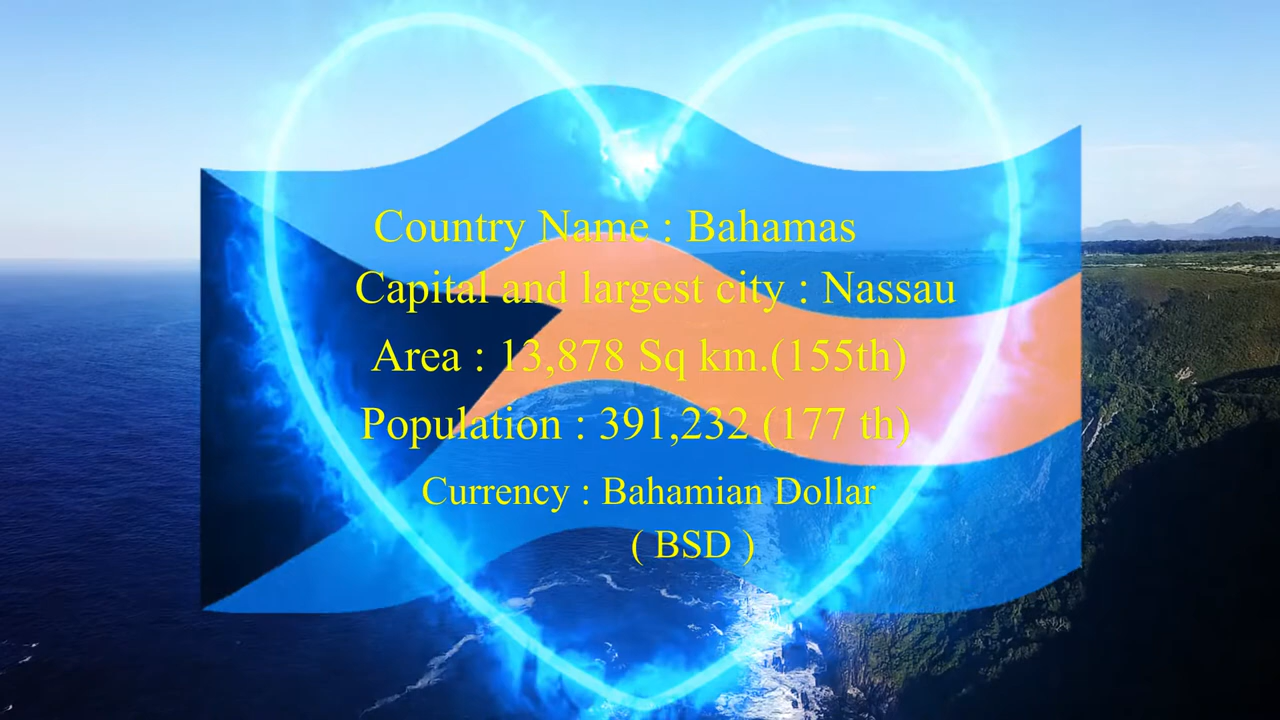 Country Name : Bahamas
Capital and largest city : Nassau
Area : 13,878 Sq km.(155th)
Population : 391,232 (177 th)
Currency : Bahamian Dollar
( BSD )